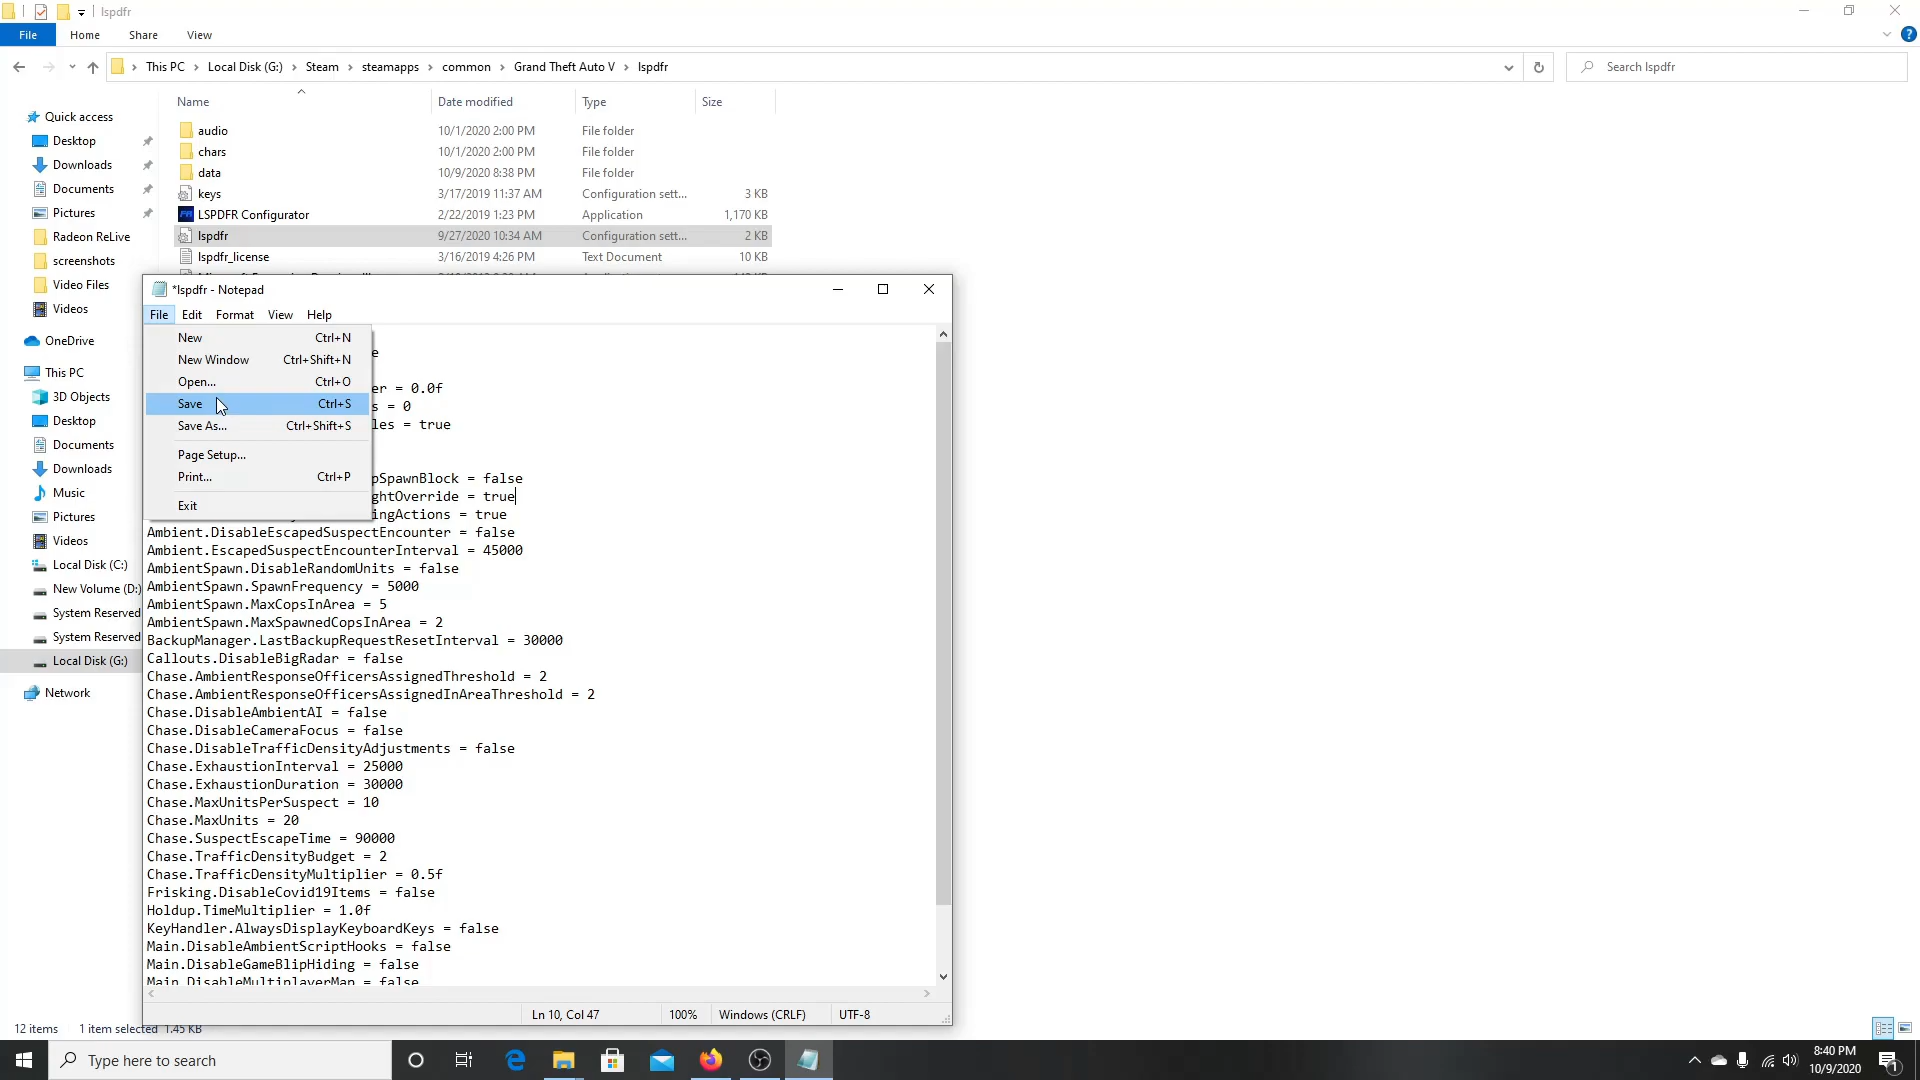 lspdfr
File Home Share View
This PC Local Disk (G:) Steam steamapps common Grand Theft Auto V lspdfr
Search lspdfr
Name Date modified Type Size
audio 10/1/2020 2:00 PM File folder
chars 10/1/2020 2:00 PM File folder
data 10/9/2020 8:38 PM File folder
keys 3/17/2019 11:37 AM Configuration sett... 3 KB
LSPDFR Configurator 2/22/2019 1:23 PM Application 1,170 KB
lspdfr 9/27/2020 10:34 AM Configuration sett... 2 KB
lspdfr_license 3/16/2019 4:26 PM Text Document 10 KB
Quick access
Desktop
Downloads
Documents
Pictures
Radeon ReLive
screenshots
Video Files
Videos
OneDrive
This PC
3D Objects
Desktop
Documents
Downloads
Music
Pictures
Videos
Local Disk (C:)
New Volume (D:)
System Reserved
System Reserved
Local Disk (G:)
Network
*lspdfr - Notepad
File Edit Format View Help
New Ctrl+N
New Window Ctrl+Shift+N
Open... Ctrl+O
Save Ctrl+S
Save As... Ctrl+Shift+S
Page Setup...
Print... Ctrl+P
Exit
e
er = 0.0f
s = 0
les = true
pSpawnBlock = false
ghtOverride = true
ingActions = true
Ambient.DisableEscapedSuspectEncounter = false
Ambient.EscapedSuspectEncounterInterval = 45000
AmbientSpawn.DisableRandomUnits = false
AmbientSpawn.SpawnFrequency = 5000
AmbientSpawn.MaxCopsInArea = 5
AmbientSpawn.MaxSpawnedCopsInArea = 2
BackupManager.LastBackupRequestResetInterval = 30000
Callouts.DisableBigRadar = false
Chase.AmbientResponseOfficersAssignedThreshold = 2
Chase.AmbientResponseOfficersAssignedInAreaThreshold = 2
Chase.DisableAmbientAI = false
Chase.DisableCameraFocus = false
Chase.DisableTrafficDensityAdjustments = false
Chase.ExhaustionInterval = 25000
Chase.ExhaustionDuration = 30000
Chase.MaxUnitsPerSuspect = 10
Chase.MaxUnits = 20
Chase.SuspectEscapeTime = 90000
Chase.TrafficDensityBudget = 2
Chase.TrafficDensityMultiplier = 0.5f
Frisking.DisableCovid19Items = false
Holdup.TimeMultiplier = 1.0f
KeyHandler.AlwaysDisplayKeyboardKeys = false
Main.DisableAmbientScriptHooks = false
Main.DisableGameBlipHiding = false
Main.DisableMultiplayerMap = false
Ln 10, Col 47 100% Windows (CRLF) UTF-8
12 items 1 item selected 1.45 KB
Type here to search
8:40 PM
10/9/2020
1